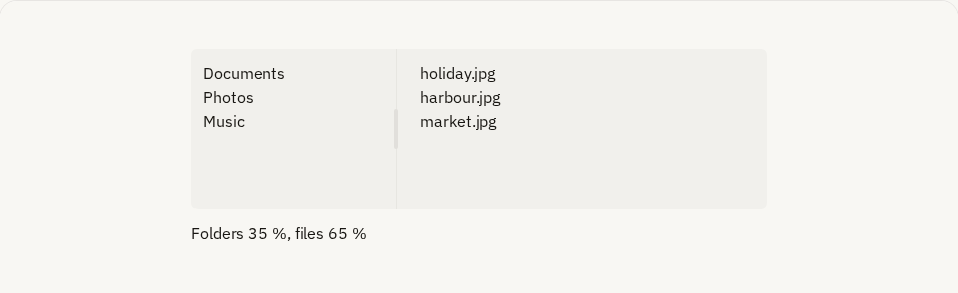 Documents
Photos
Music
holiday.jpg
harbour.jpg
market.jpg
Folders 35 %, files 65 %